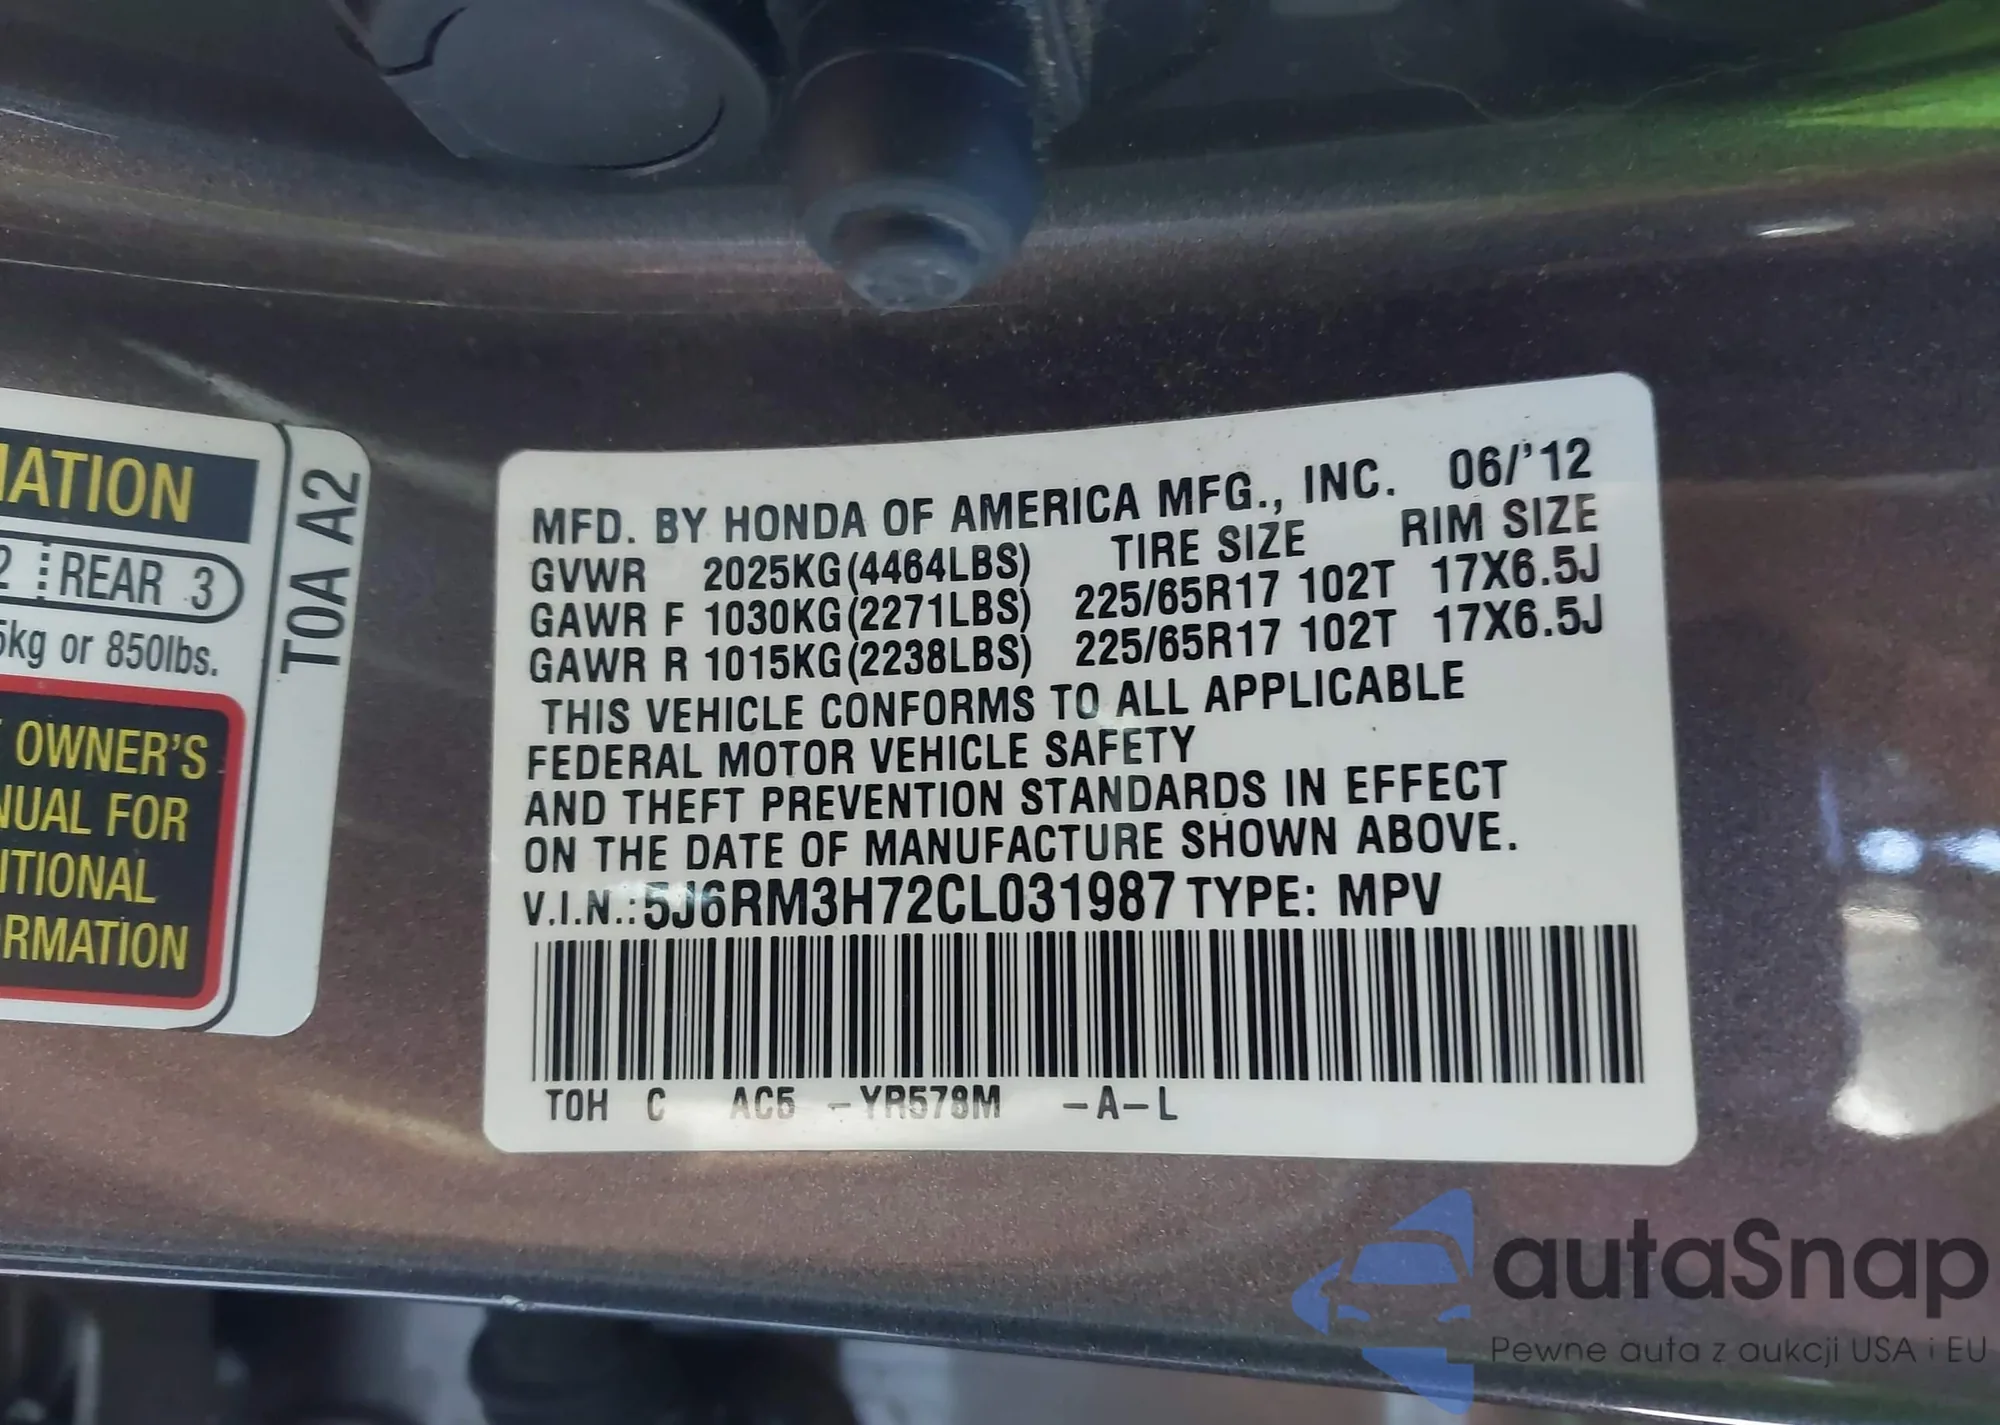 MATION
2 REAR 3
5kg or 850lbs.
OWNER'S
NUAL FOR
ITIONAL
ORMATION
T0A A2
MFD. BY HONDA OF AMERICA MFG., INC. 06/'12
GVWR 2025KG(4464LBS) TIRE SIZE RIM SIZE
GAWR F 1030KG(2271LBS) 225/65R17 102T 17X6.5J
GAWR R 1015KG(2238LBS) 225/65R17 102T 17X6.5J
THIS VEHICLE CONFORMS TO ALL APPLICABLE
FEDERAL MOTOR VEHICLE SAFETY
AND THEFT PREVENTION STANDARDS IN EFFECT
ON THE DATE OF MANUFACTURE SHOWN ABOVE.
V.I.N.:5J6RM3H72CL031987 TYPE: MPV
T0H C AC5 -YR578M -A-L
autaSnap
Pewne auta z aukcji USA i EU